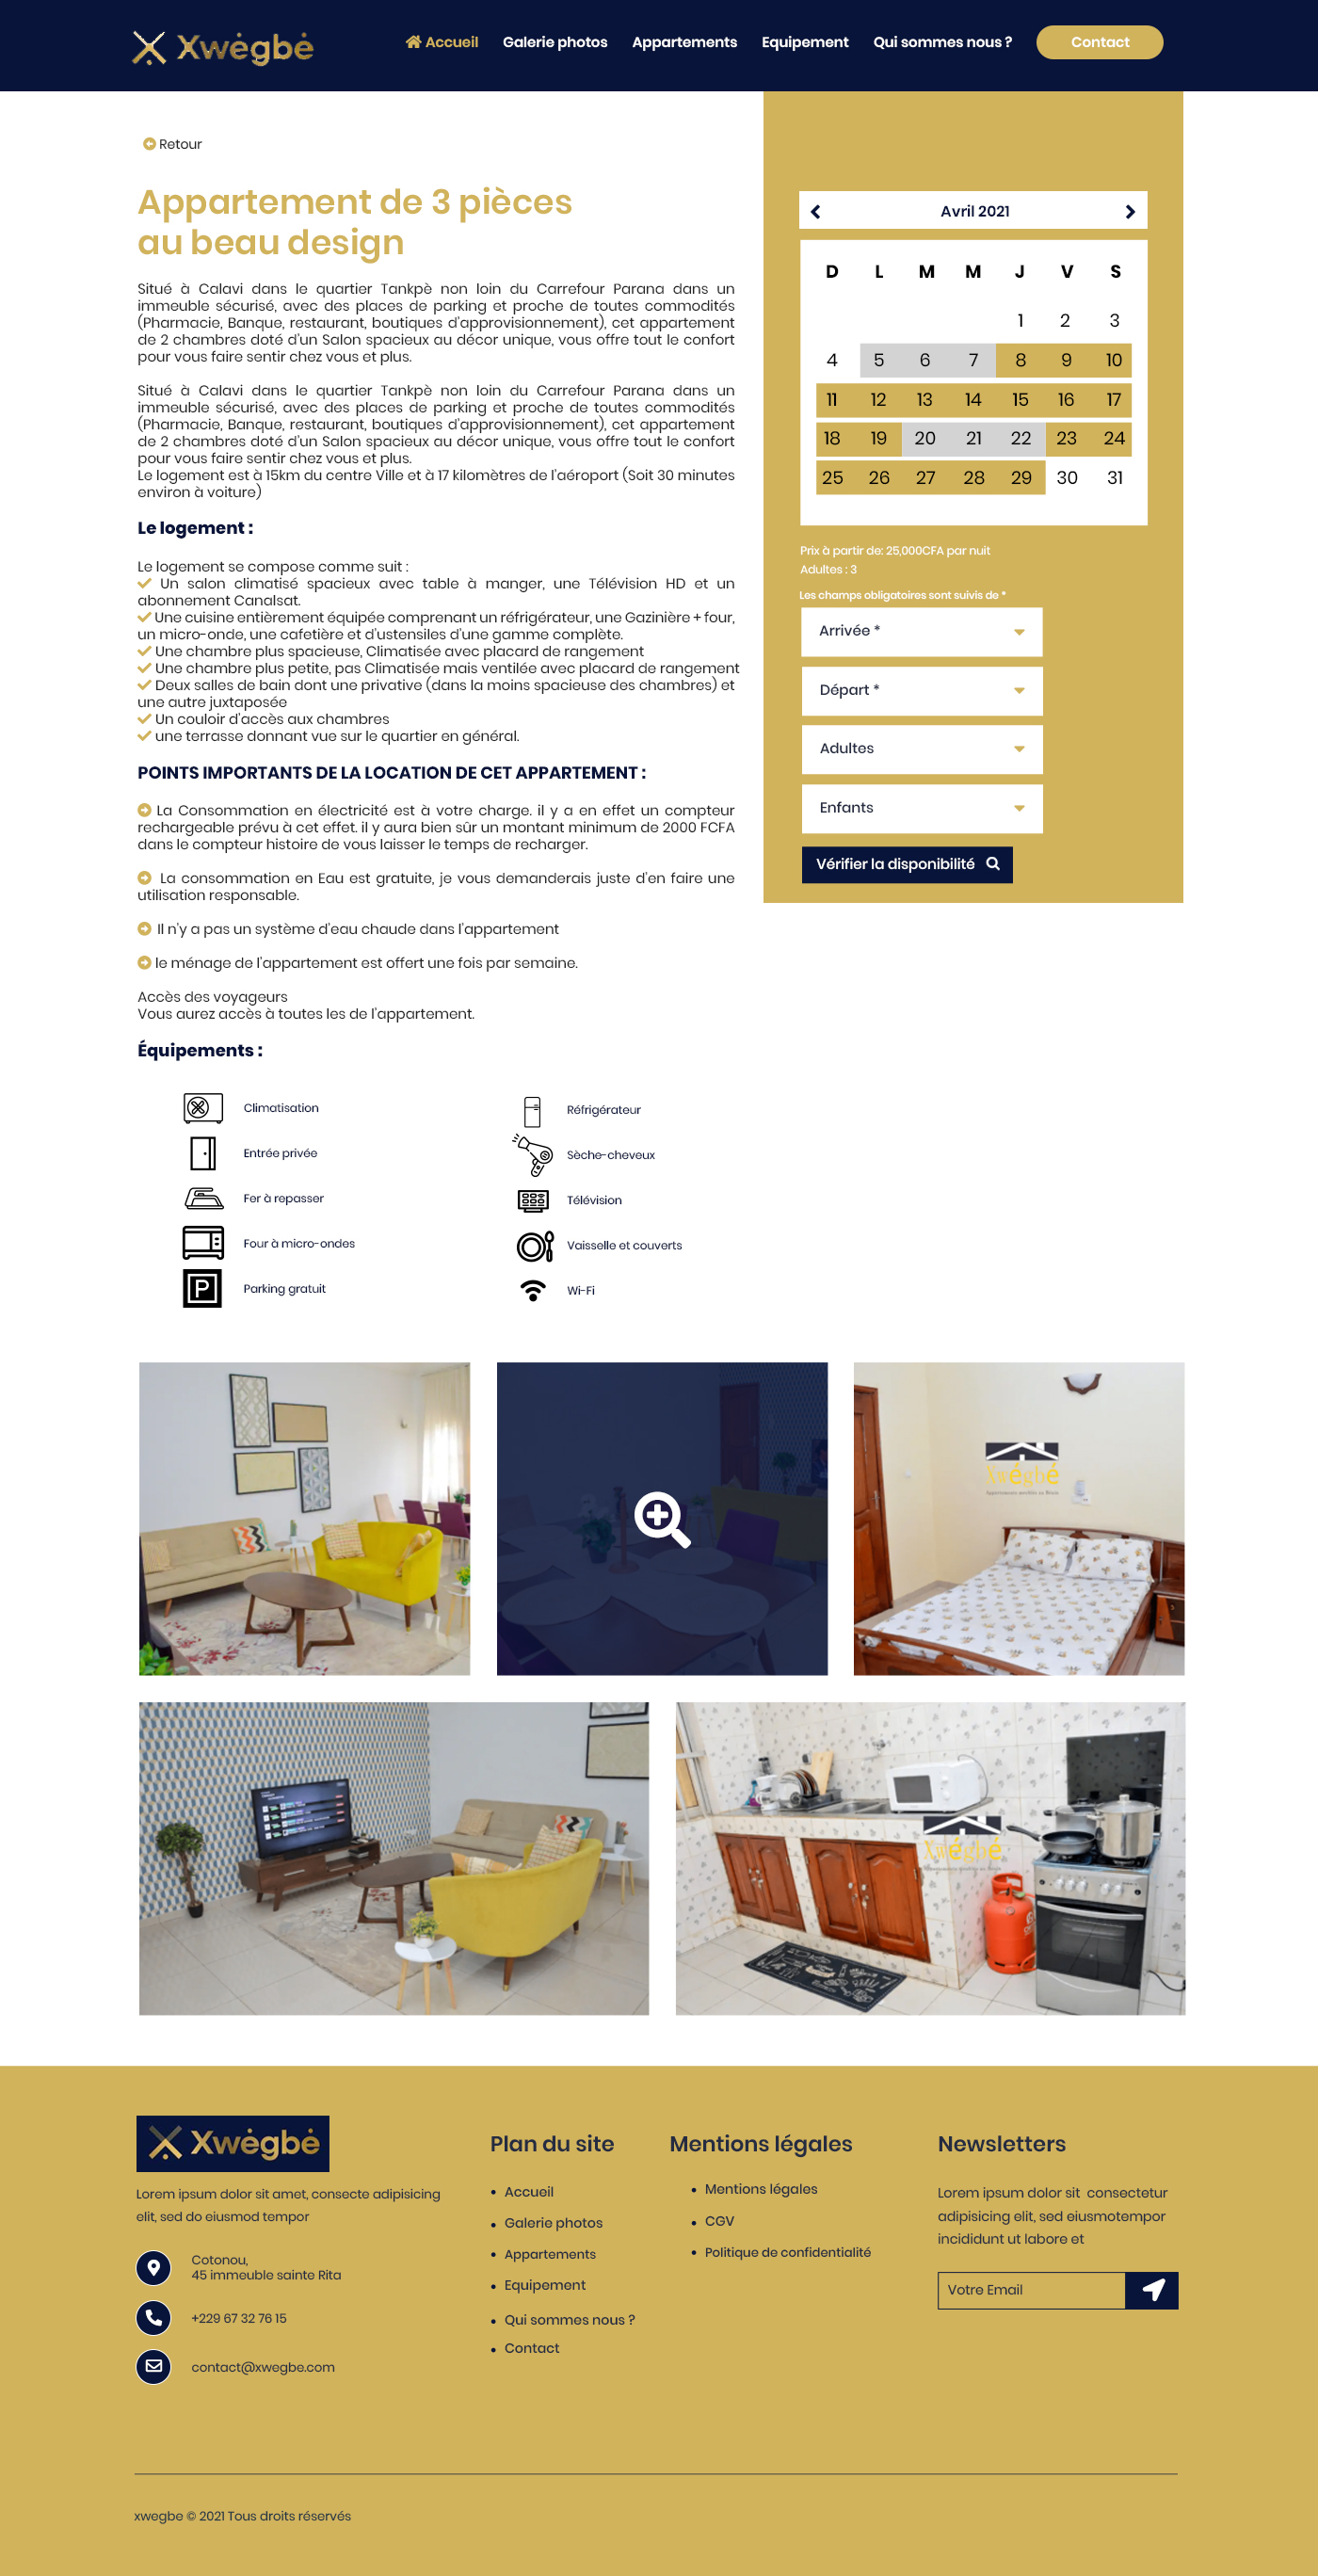 Xwégbé
Accueil
Galerie photos
Appartements
Equipement
Qui sommes nous ?
Contact
Retour
Appartement de 3 pièces
au beau design
Situé à Calavi dans le quartier Tankpè non loin du Carrefour Parana dans un
immeuble sécurisé, avec des places de parking et proche de toutes commodités
(Pharmacie, Banque, restaurant, boutiques d'approvisionnement), cet appartement
de 2 chambres doté d'un Salon spacieux au décor unique, vous offre tout le confort
pour vous faire sentir chez vous et plus.
Situé à Calavi dans le quartier Tankpè non loin du Carrefour Parana dans un
immeuble sécurisé, avec des places de parking et proche de toutes commodités
(Pharmacie, Banque, restaurant, boutiques d'approvisionnement), cet appartement
de 2 chambres doté d'un Salon spacieux au décor unique, vous offre tout le confort
pour vous faire sentir chez vous et plus.
Le logement est à 15km du centre Ville et à 17 kilomètres de l'aéroport (Soit 30 minutes
environ à voiture)
Le logement :
Le logement se compose comme suit :
Un salon climatisé spacieux avec table à manger, une Télévision HD et un
abonnement Canalsat.
Une cuisine entièrement équipée comprenant un réfrigérateur, une Gazinière + four,
un micro-onde, une cafetière et d'ustensiles d'une gamme complète.
Une chambre plus spacieuse, Climatisée avec placard de rangement
Une chambre plus petite, pas Climatisée mais ventilée avec placard de rangement
Deux salles de bain dont une privative (dans la moins spacieuse des chambres) et
une autre juxtaposée
Un couloir d'accès aux chambres
une terrasse donnant vue sur le quartier en général.
POINTS IMPORTANTS DE LA LOCATION DE CET APPARTEMENT :
La Consommation en électricité est à votre charge. il y a en effet un compteur
rechargeable prévu à cet effet. il y aura bien sûr un montant minimum de 2000 FCFA
dans le compteur histoire de vous laisser le temps de recharger.
La consommation en Eau est gratuite, je vous demanderais juste d'en faire une
utilisation responsable.
Il n'y a pas un système d'eau chaude dans l'appartement
le ménage de l'appartement est offert une fois par semaine.
Accès des voyageurs
Vous aurez accès à toutes les de l'appartement.
Équipements :
Climatisation
Entrée privée
Fer à repasser
Four à micro-ondes
P
Parking gratuit
Réfrigérateur
Sèche-cheveux
Télévision
Vaisselle et couverts
Wi-Fi
Avril 2021
D L M M J V S
1 2 3
4 5 6 7 8 9 10
11 12 13 14 15 16 17
18 19 20 21 22 23 24
25 26 27 28 29 30 31
Prix à partir de: 25,000CFA par nuit
Adultes : 3
Les champs obligatoires sont suivis de *
Arrivée *
Départ *
Adultes
Enfants
Vérifier la disponibilité
Xwégbé
Xwégbé
Xwégbé
Lorem ipsum dolor sit amet, consecte adipisicing
elit, sed do eiusmod tempor
Cotonou,
45 immeuble sainte Rita
+229 67 32 76 15
contact@xwegbe.com
Plan du site
• Accueil
• Galerie photos
• Appartements
• Equipement
• Qui sommes nous ?
• Contact
Mentions légales
• Mentions légales
• CGV
• Politique de confidentialité
Newsletters
Lorem ipsum dolor sit consectetur
adipisicing elit, sed eiusmotempor
incididunt ut labore et
Votre Email
xwegbe © 2021 Tous droits réservés